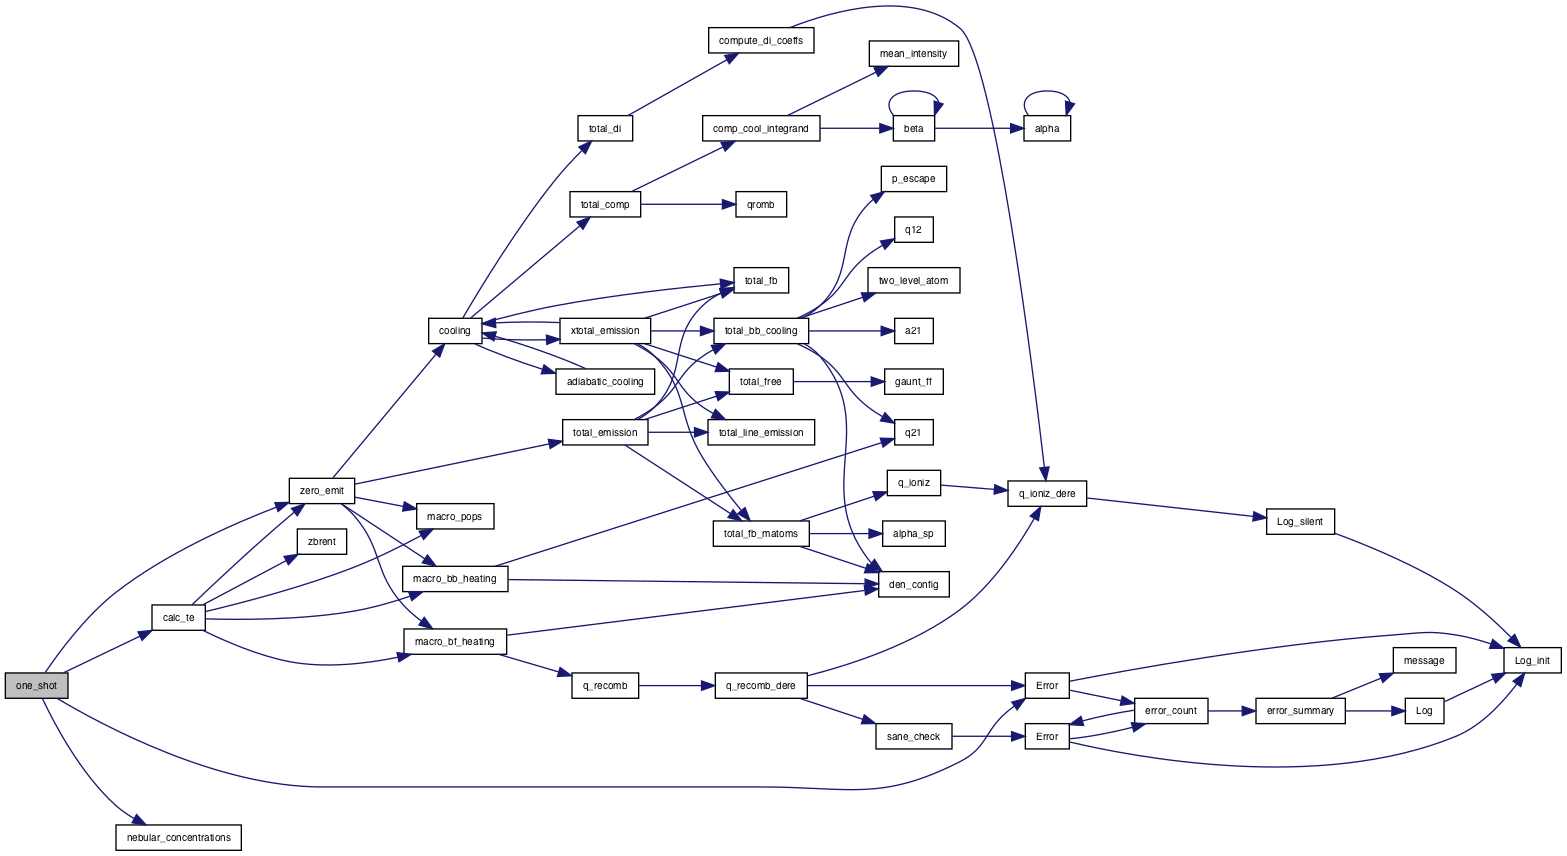 compute_di_coeffs
mean_intensity
total_di
comp_cool_integrand
beta
alpha
p_escape
total_comp
qromb
q12
total_fb
two_level_atom
cooling
xtotal_emission
total_bb_cooling
a21
adiabatic_cooling
total_free
gaunt_ff
total_emission
total_line_emission
q21
zero_emit
q_ioniz
q_ioniz_dere
macro_pops
Log_silent
zbrent
total_fb_matoms
alpha_sp
macro_bb_heating
den_config
calc_te
macro_bf_heating
message
Log_init
one_shot
q_recomb
q_recomb_dere
Error
error_count
error_summary
Log
sane_check
Error
nebular_concentrations